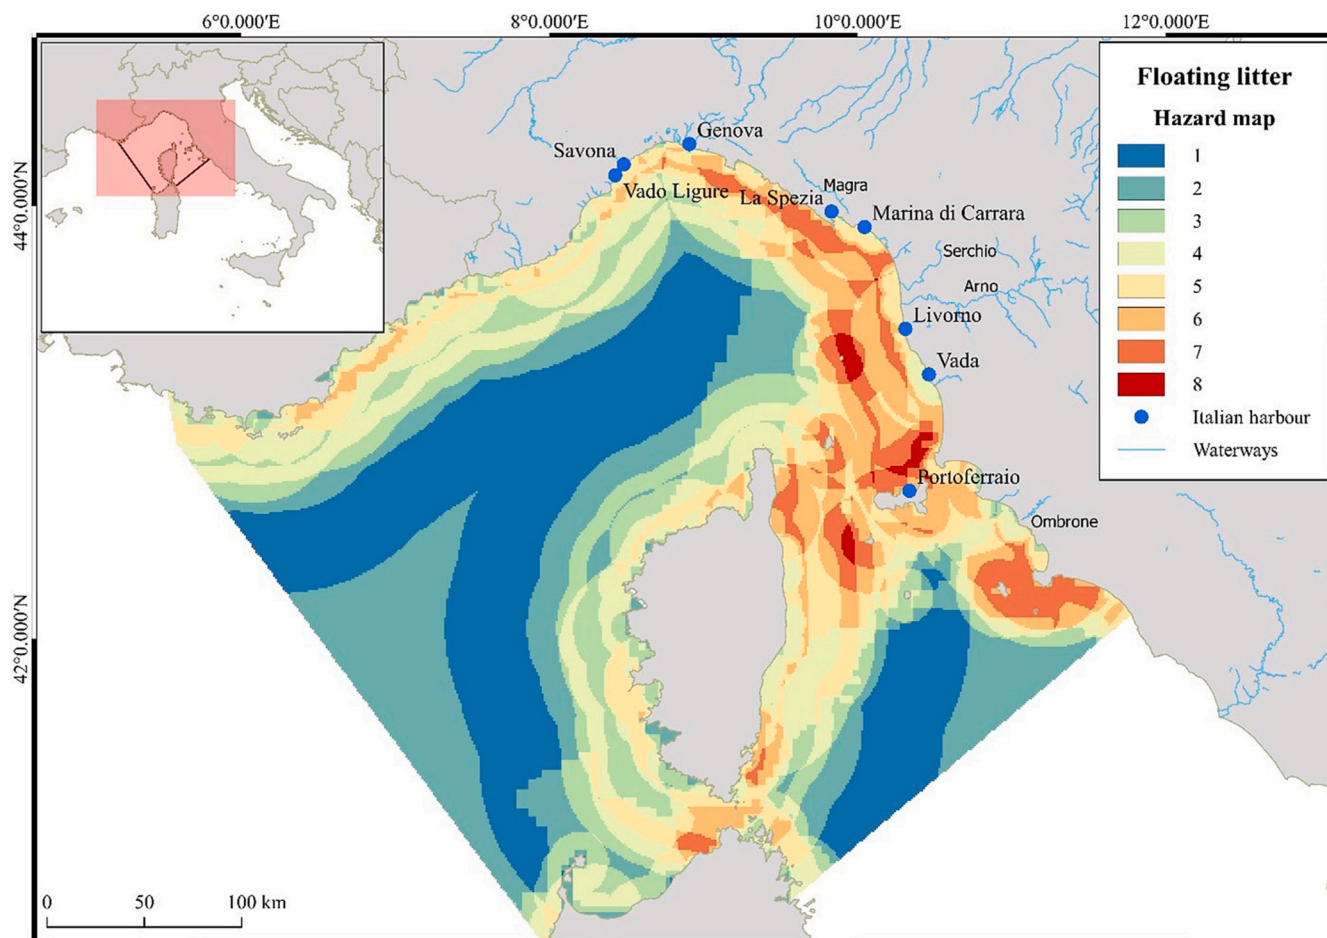 6°0.000′E
8°0.000′E
10°0.000′E
12°0.000′E
Floating litter
Hazard map
1
2
3
4
5
6
7
8
Italian harbour
Waterways
Genova
Savona
Vado Ligure
La Spezia
Magra
Marina di Carrara
Serchio
Arno
Livorno
Vada
Portoferraio
Ombrone
44°0.000′N
42°0.000′N
0 50 100 km